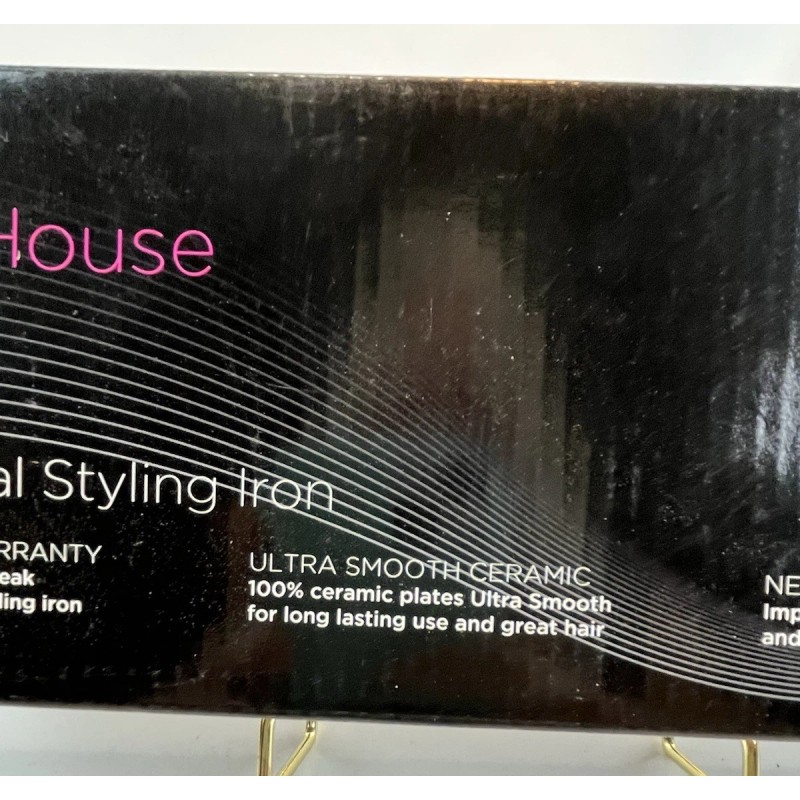 House
al Styling Iron
RRANTY
eak
ling iron
ULTRA SMOOTH CERAMIC
100% ceramic plates Ultra Smooth
for long lasting use and great hair
NE
Imp
and